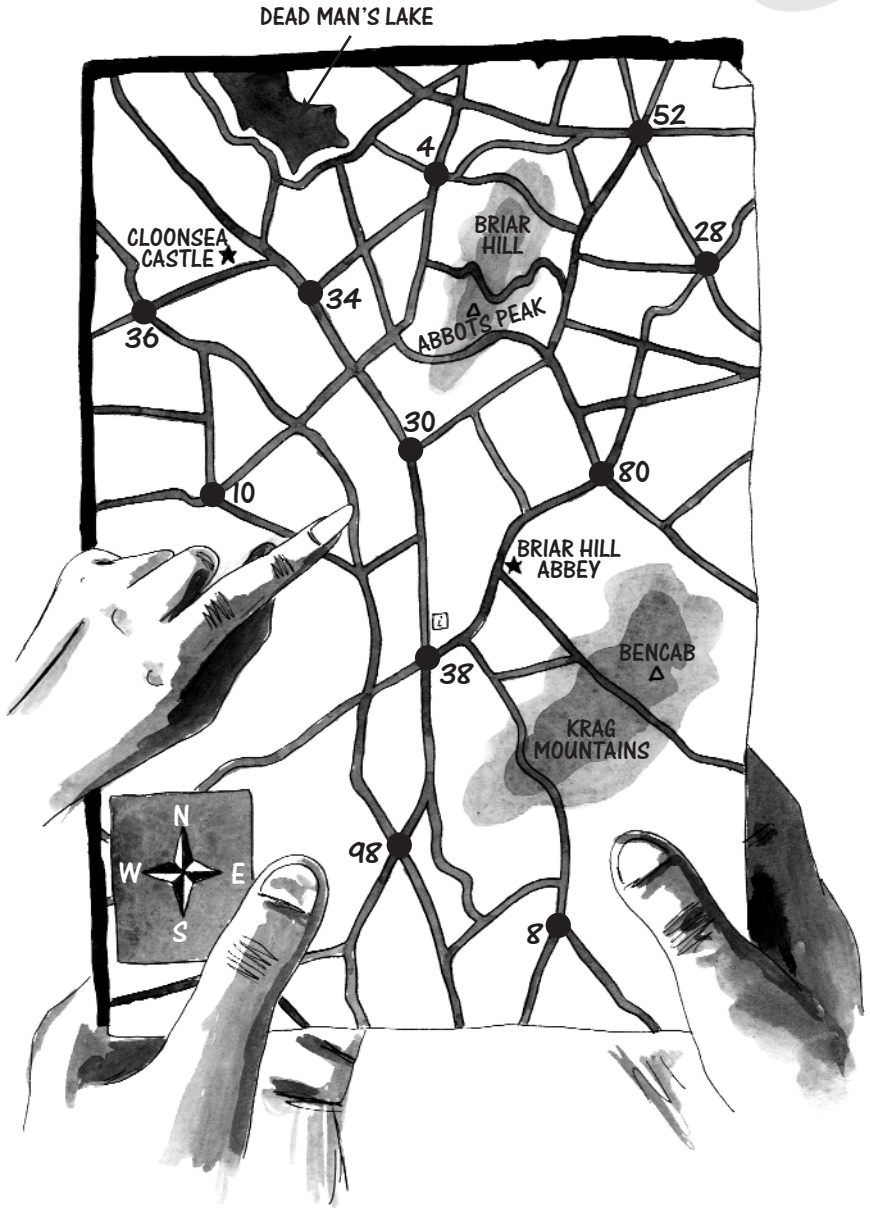 DEAD MAN'S LAKE
52
4
BRIAR
HILL
28
CLOONSEA
CASTLE
34
36
ABBOTS PEAK
30
80
10
BRIAR HILL
ABBEY
i
BENCAB
38
KRAG
MOUNTAINS
N
98
W
E
S
8